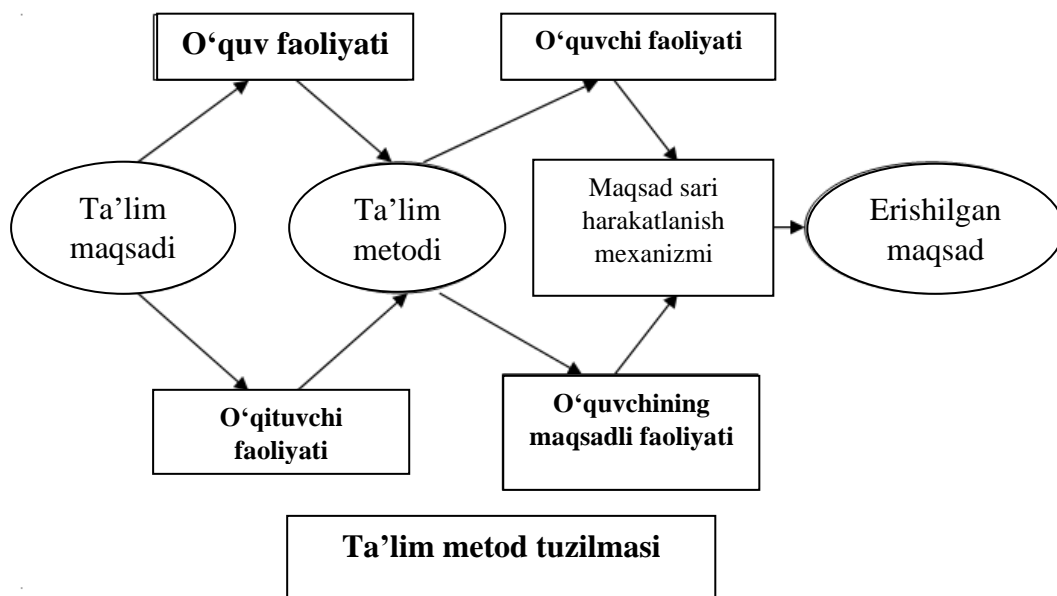 O‘quv faoliyati
O‘quvchi faoliyati
Ta’lim
maqsadi
Ta’lim
metodi
Maqsad sari
harakatlanish
mexanizmi
Erishilgan
maqsad
O‘qituvchi
faoliyati
O‘quvchining
maqsadli faoliyati
Ta’lim metod tuzilmasi